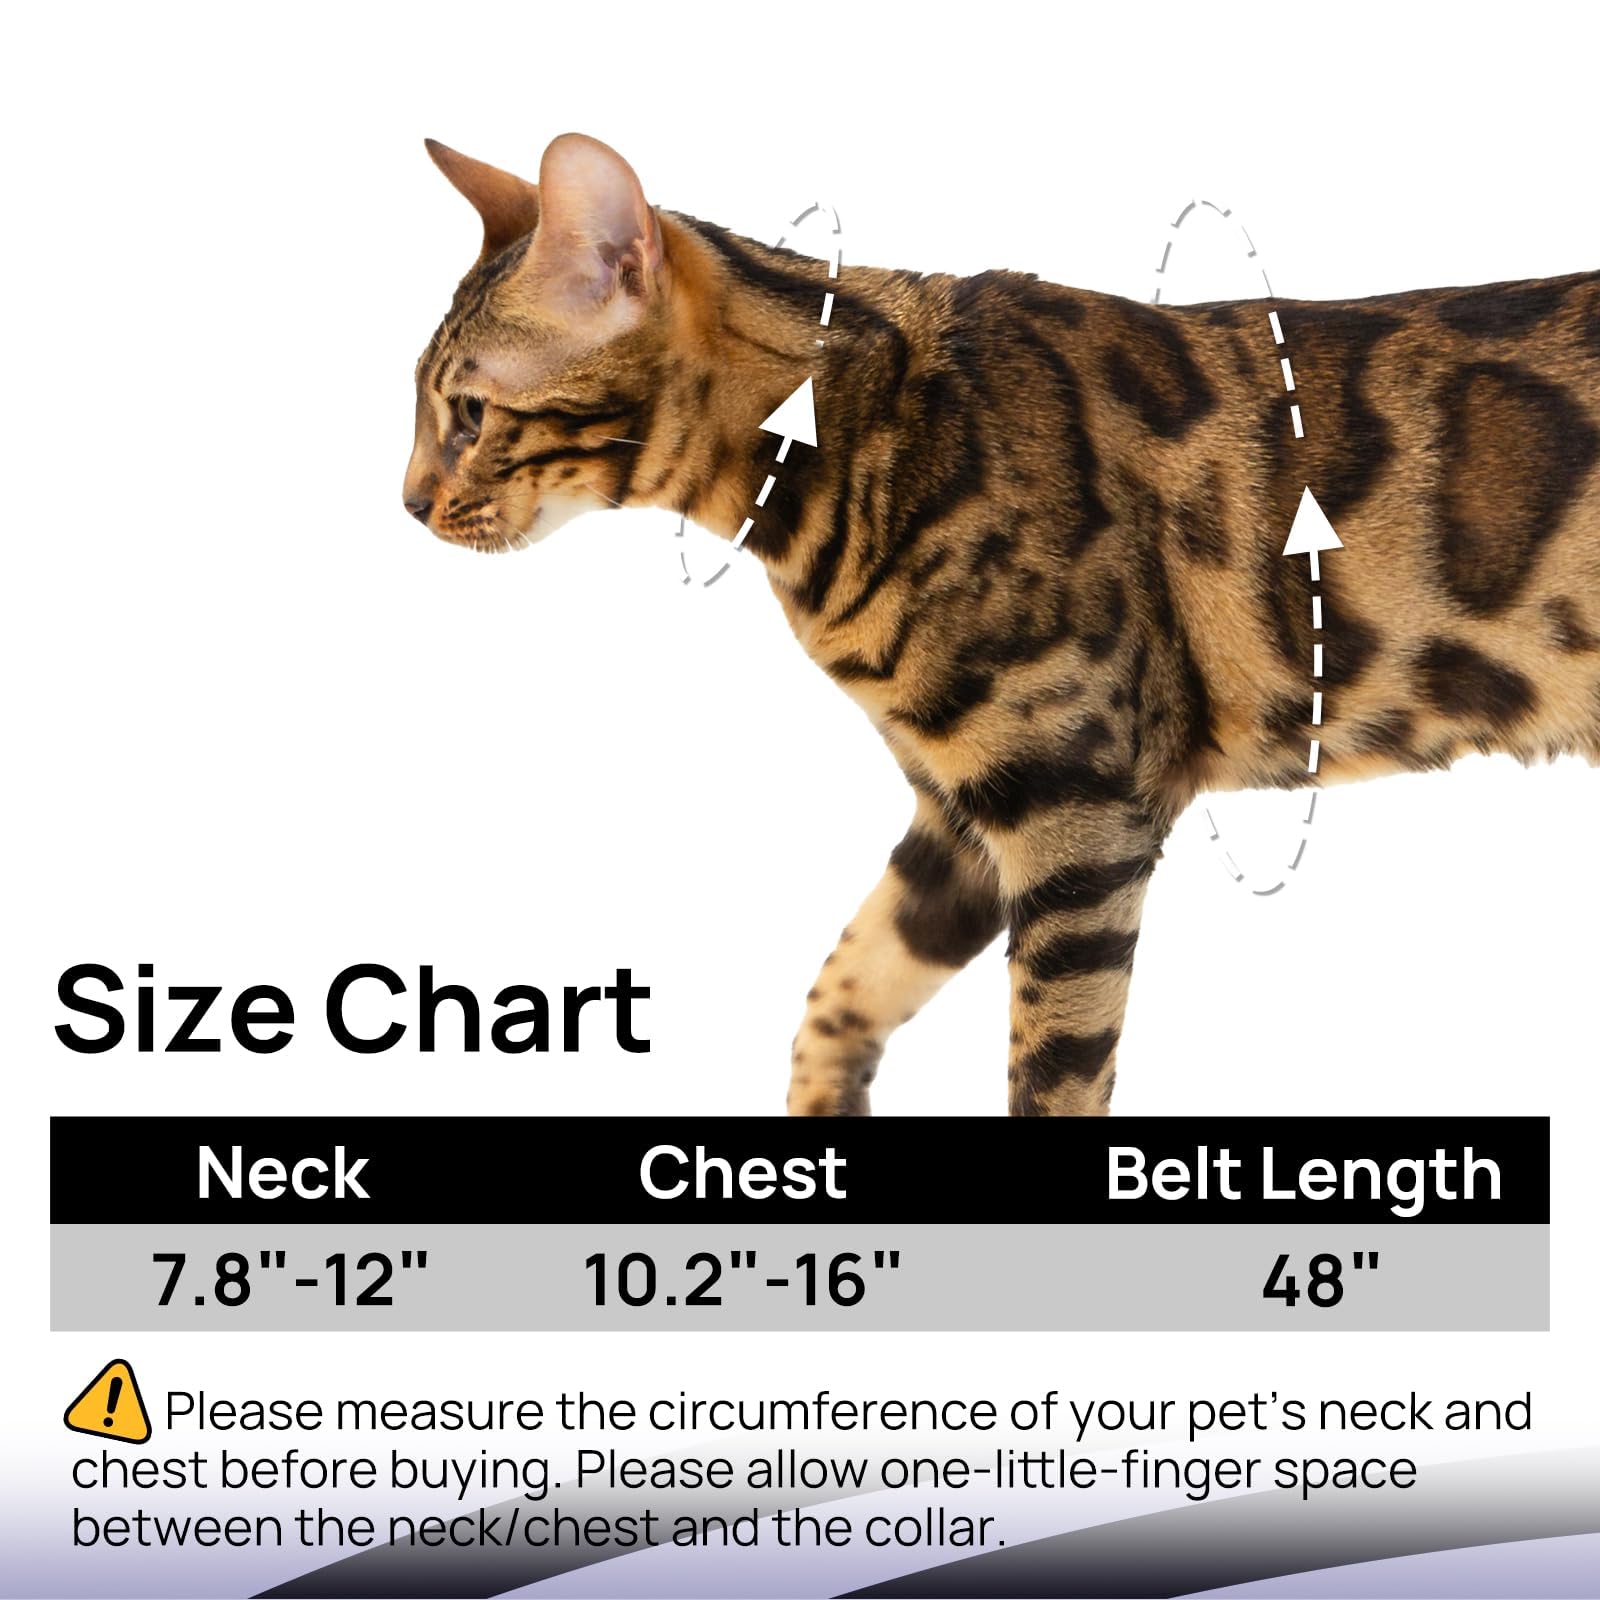 Size Chart
Neck Chest Belt Length
7.8"-12" 10.2"-16" 48"
Please measure the circumference of your pet's neck and
chest before buying. Please allow one-little-finger space
between the neck/chest and the collar.